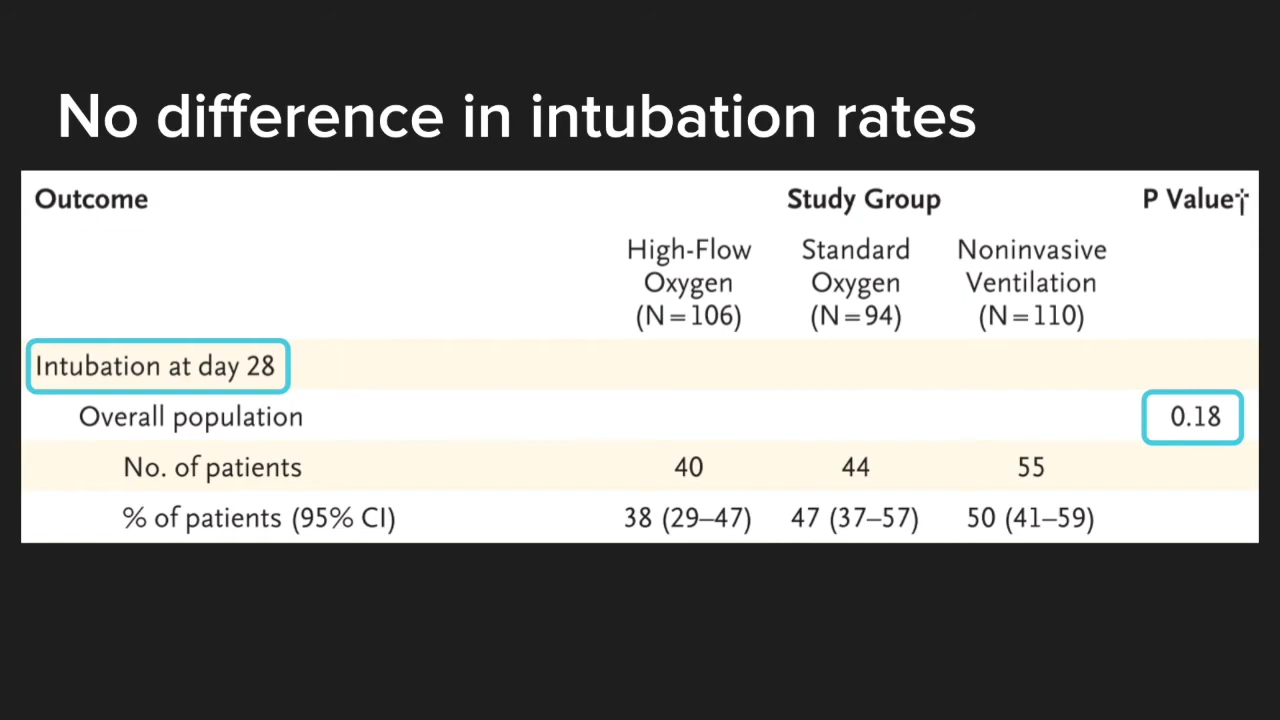 No difference in intubation rates
Outcome Study Group P Value†
High-Flow Oxygen (N=106) Standard Oxygen (N=94) Noninvasive Ventilation (N=110)
Intubation at day 28
Overall population 0.18
No. of patients 40 44 55
% of patients (95% CI) 38 (29–47) 47 (37–57) 50 (41–59)